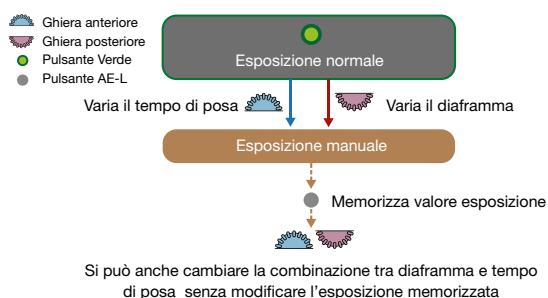 Ghiera anteriore
Ghiera posteriore
Pulsante Verde
Pulsante AE-L
Esposizione normale
Varia il tempo di posa
Varia il diaframma
Esposizione manuale
Memorizza valore esposizione
Si può anche cambiare la combinazione tra diaframma e tempo
di posa senza modificare l'esposizione memorizzata